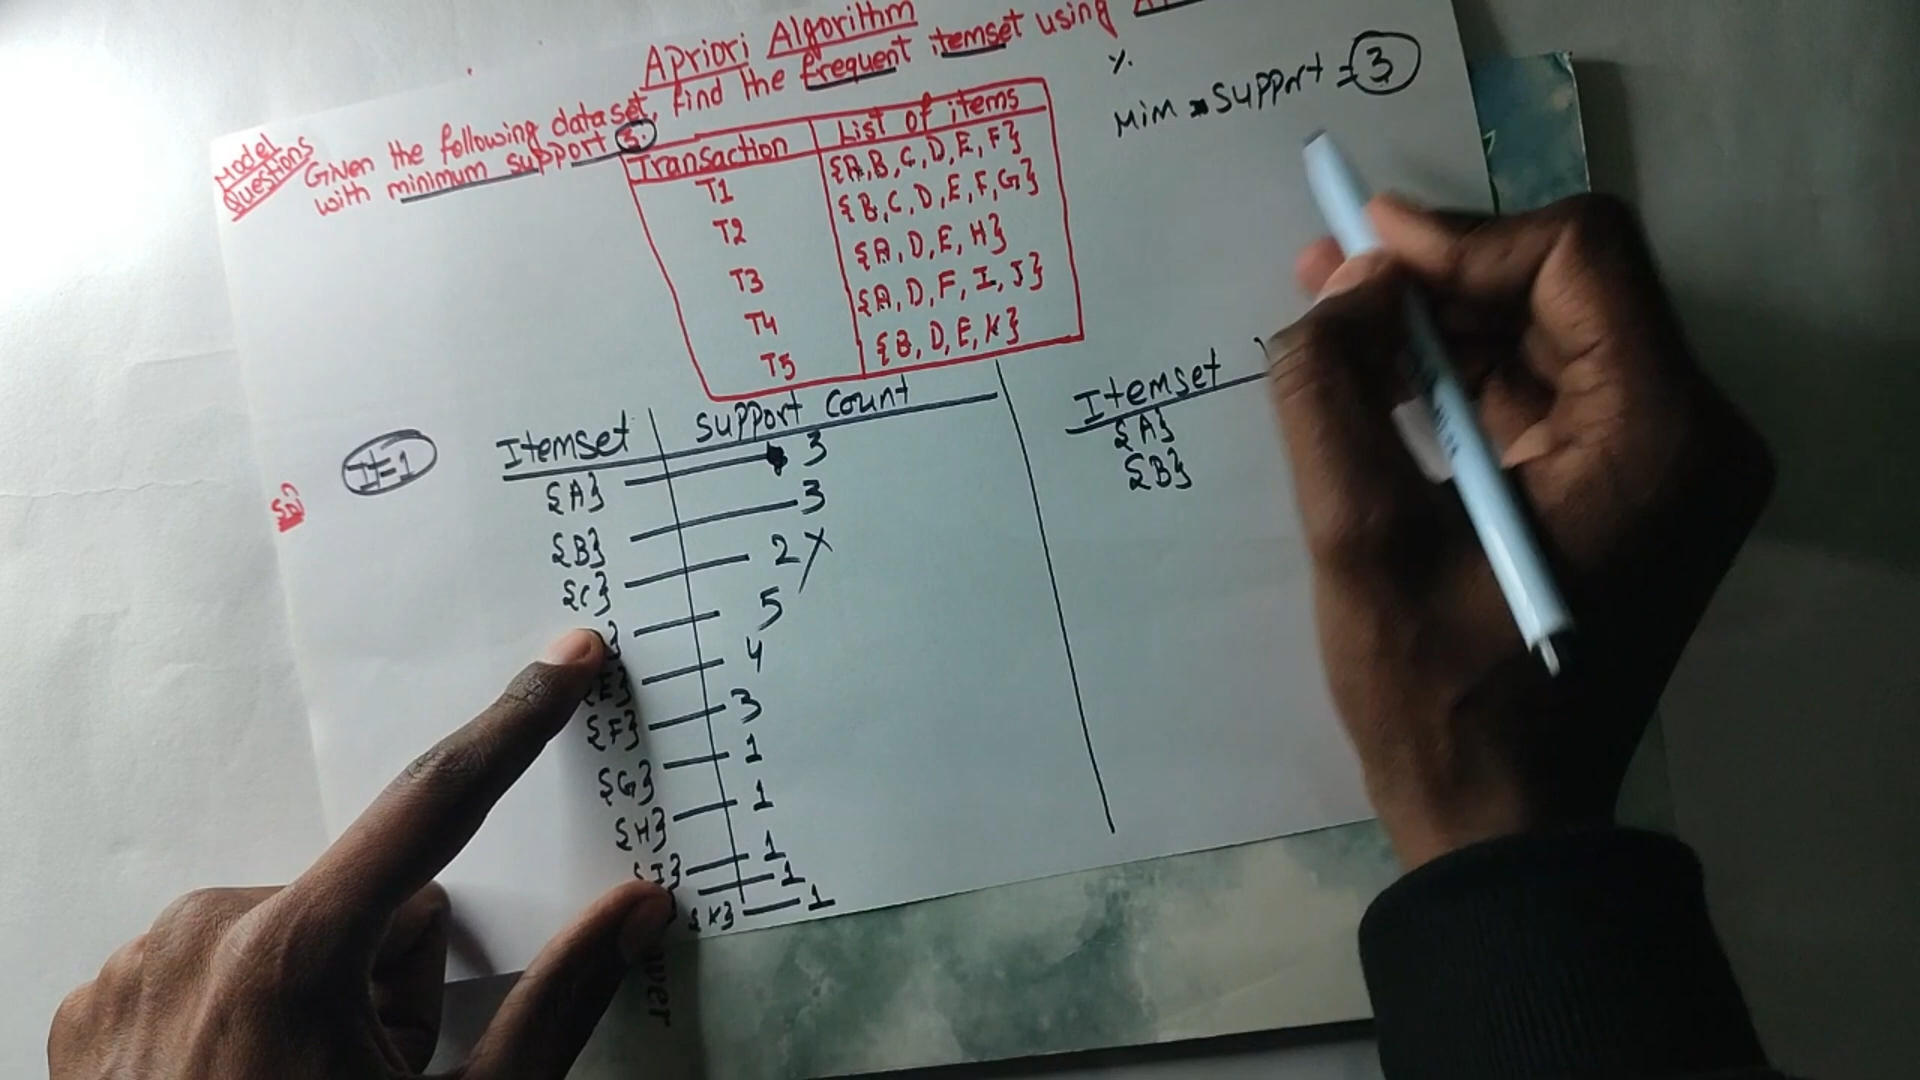 Apriori Algorithm
Model
Questions
Given the following dataset, find the frequent itemset using
with minimum support
Transaction List of items
T1 {A,B,C,D,E,F}
T2 {B,C,D,E,F,G}
T3 {A,D,E,H}
T4 {A,D,F,I,J}
T5 {B,D,E,K}
%
Min Support = 3
Itemset Support count
{A} 3
{B} 3
{C} 2 X
5
{E} 4
{F} 3
{G} 1
{H} 1
{I} 1
1
{K} 1
Itemset
{A}
{B}